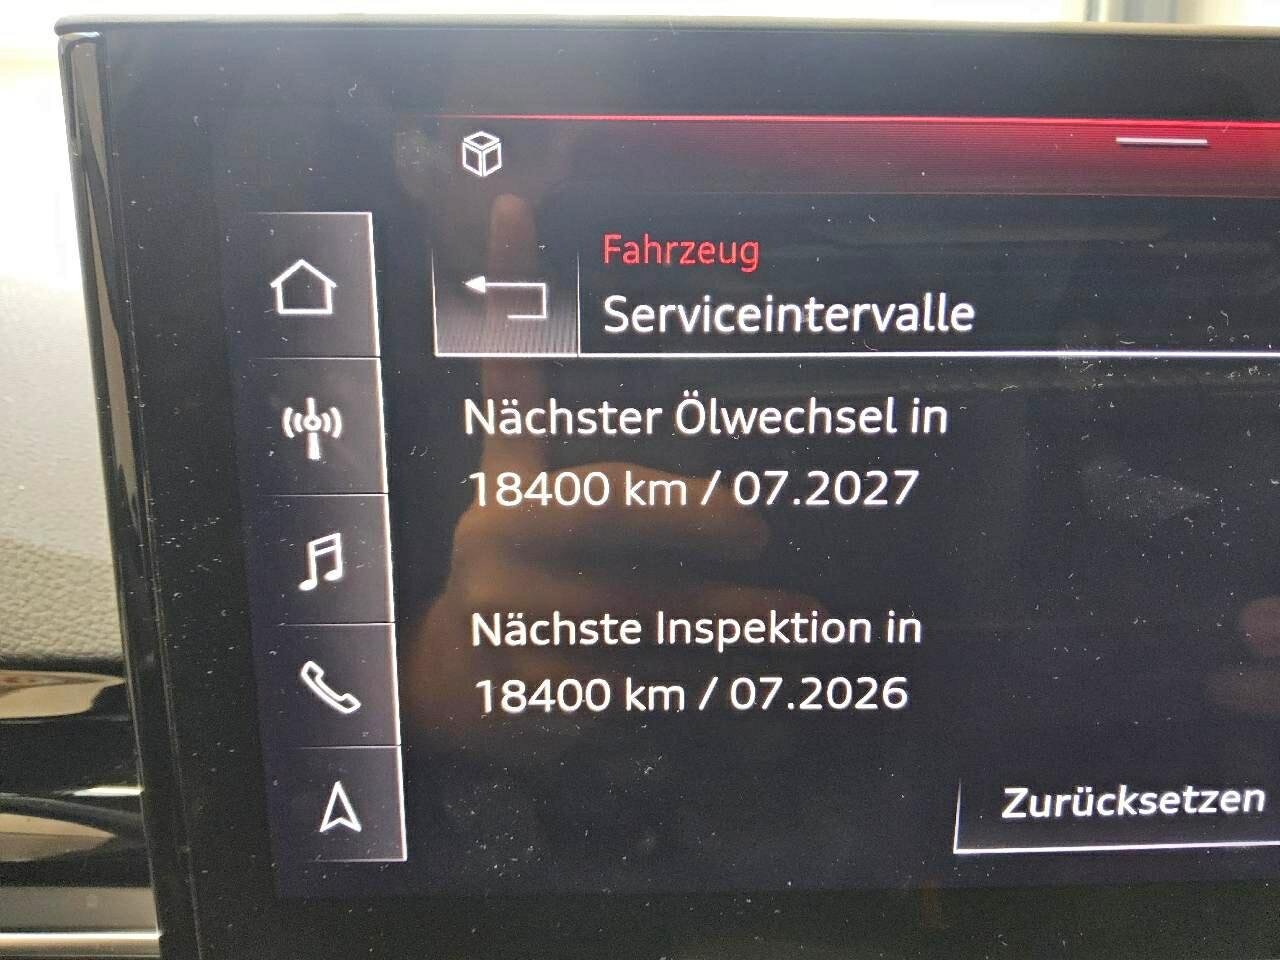 Fahrzeug
Serviceintervalle
Nächster Ölwechsel in
18400 km / 07.2027
Nächste Inspektion in
18400 km / 07.2026
Zurücksetzen